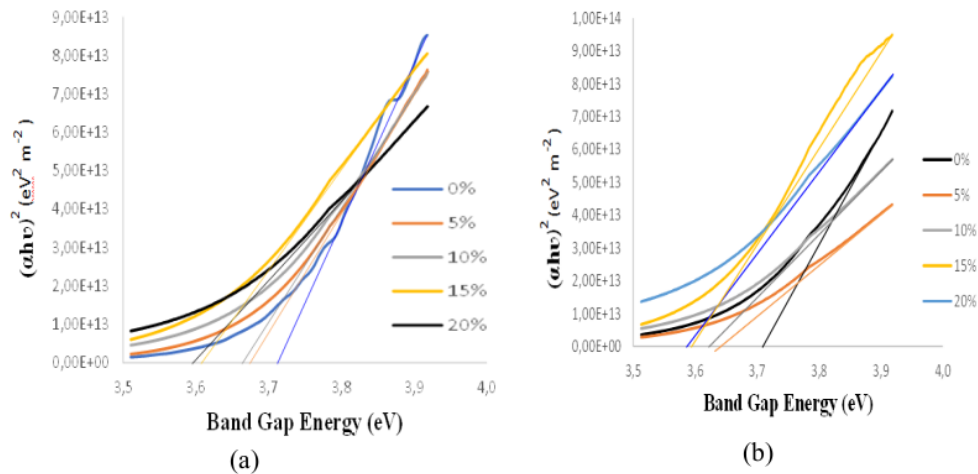 (a)
9,00E+13
8,00E+13
7,00E+13
6,00E+13
5,00E+13
4,00E+13
3,00E+13
2,00E+13
1,00E+13
0,00E+00
(αhυ)² (eV² m⁻²)
3,5 3,6 3,7 3,8 3,9 4,0
Band Gap Energy (eV)
0%
5%
10%
15%
20%
(a)
(b)
1,00E+14
9,00E+13
8,00E+13
7,00E+13
6,00E+13
5,00E+13
4,00E+13
3,00E+13
2,00E+13
1,00E+13
0,00E+00
(αhυ)² (eV² m⁻²)
3,5 3,6 3,7 3,8 3,9 4,0
Band Gap Energy (eV)
0%
5%
10%
15%
20%
(b)